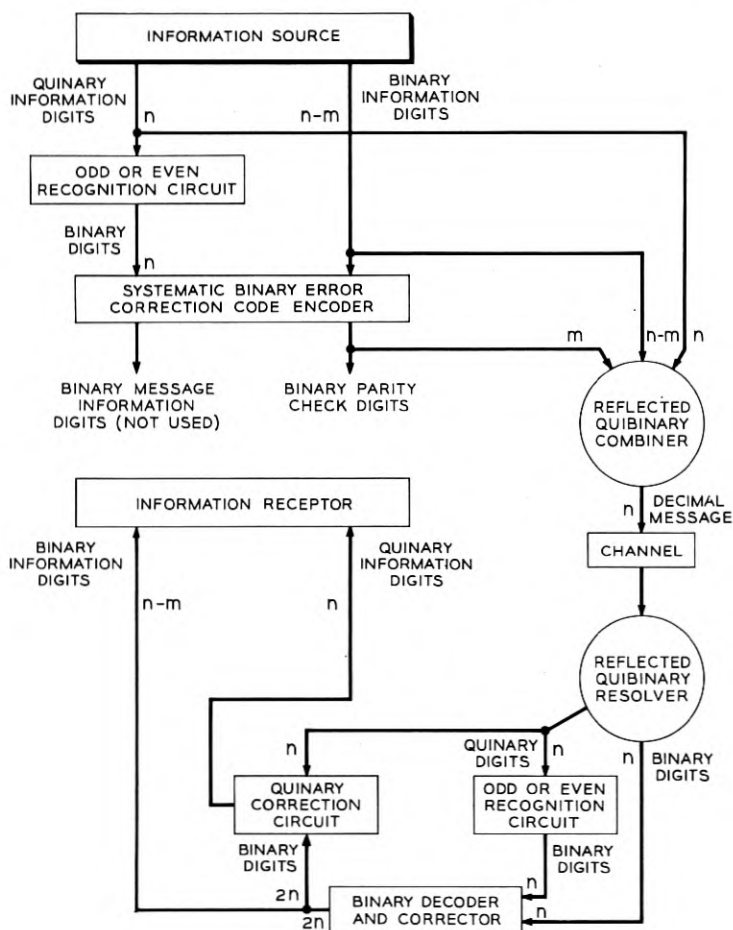 INFORMATION SOURCE
QUINARY
INFORMATION
DIGITS
n
n-m
BINARY
INFORMATION
DIGITS
ODD OR EVEN
RECOGNITION CIRCUIT
BINARY
DIGITS
n
SYSTEMATIC BINARY ERROR
CORRECTION CODE ENCODER
m
n-m
n
BINARY MESSAGE
INFORMATION
DIGITS (NOT USED)
BINARY PARITY
CHECK DIGITS
REFLECTED
QUIBINARY
COMBINER
n
DECIMAL
MESSAGE
CHANNEL
INFORMATION RECEPTOR
BINARY
INFORMATION
DIGITS
n-m
QUINARY
INFORMATION
DIGITS
n
REFLECTED
QUIBINARY
RESOLVER
n
QUINARY
DIGITS
n
n
BINARY
DIGITS
QUINARY
CORRECTION
CIRCUIT
ODD OR EVEN
RECOGNITION
CIRCUIT
BINARY
DIGITS
BINARY
DIGITS
n
2n
2n
BINARY DECODER
AND CORRECTOR
n